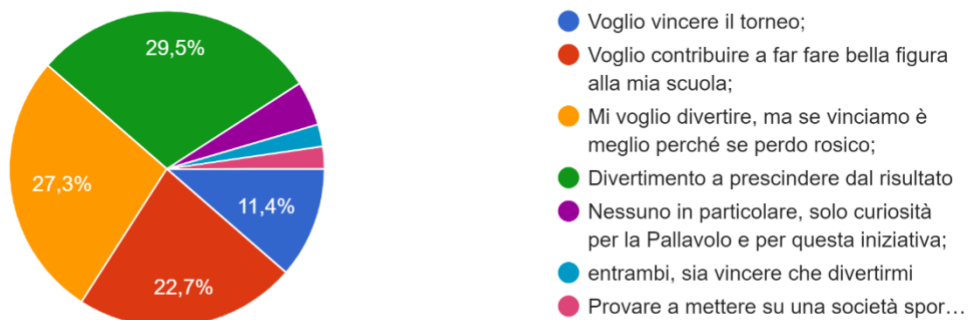 29,5%
27,3%
11,4%
22,7%
Voglio vincere il torneo;
Voglio contribuire a far fare bella figura
alla mia scuola;
Mi voglio divertire, ma se vinciamo è
meglio perché se perdo rosico;
Divertimento a prescindere dal risultato
Nessuno in particolare, solo curiosità
per la Pallavolo e per questa iniziativa;
entrambi, sia vincere che divertirmi
Provare a mettere su una società spor…